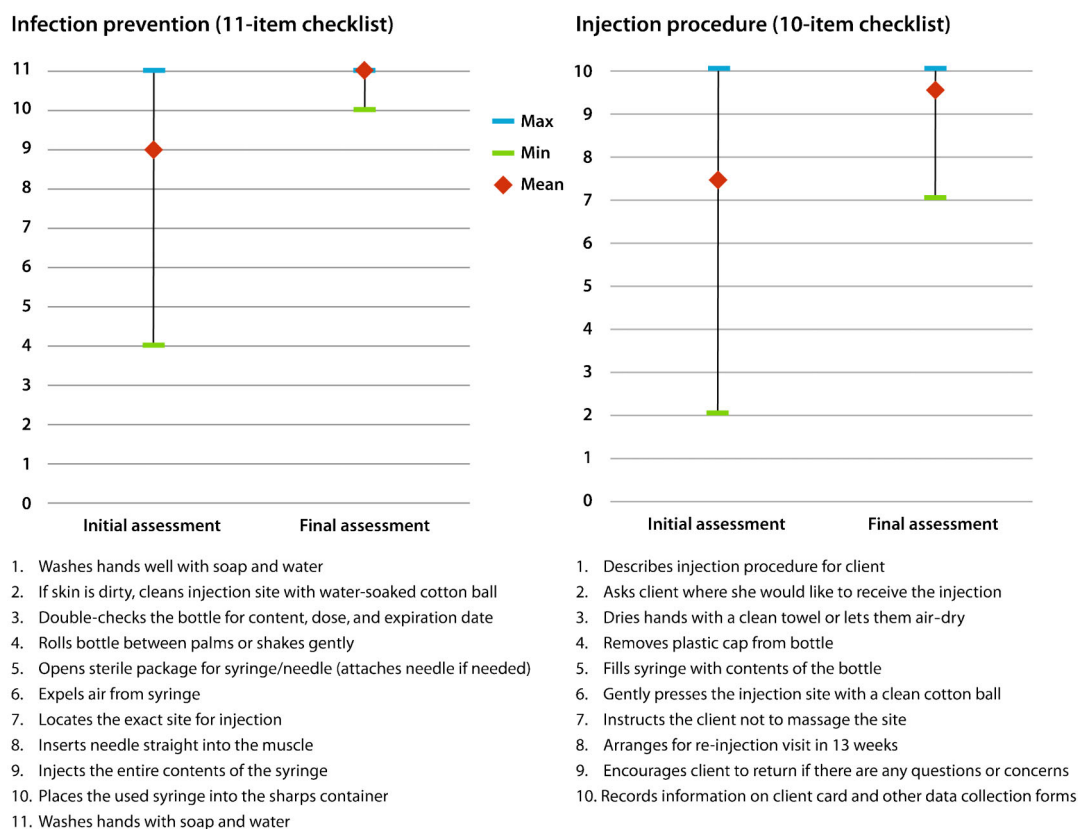 Infection prevention (11-item checklist)
11
10
9
8
7
6
5
4
3
2
1
0
Initial assessment
Final assessment
Max
Min
Mean
1. Washes hands well with soap and water
2. If skin is dirty, cleans injection site with water-soaked cotton ball
3. Double-checks the bottle for content, dose, and expiration date
4. Rolls bottle between palms or shakes gently
5. Opens sterile package for syringe/needle (attaches needle if needed)
6. Expels air from syringe
7. Locates the exact site for injection
8. Inserts needle straight into the muscle
9. Injects the entire contents of the syringe
10. Places the used syringe into the sharps container
11. Washes hands with soap and water
Injection procedure (10-item checklist)
10
9
8
7
6
5
4
3
2
1
0
Initial assessment
Final assessment
1. Describes injection procedure for client
2. Asks client where she would like to receive the injection
3. Dries hands with a clean towel or lets them air-dry
4. Removes plastic cap from bottle
5. Fills syringe with contents of the bottle
6. Gently presses the injection site with a clean cotton ball
7. Instructs the client not to massage the site
8. Arranges for re-injection visit in 13 weeks
9. Encourages client to return if there are any questions or concerns
10. Records information on client card and other data collection forms